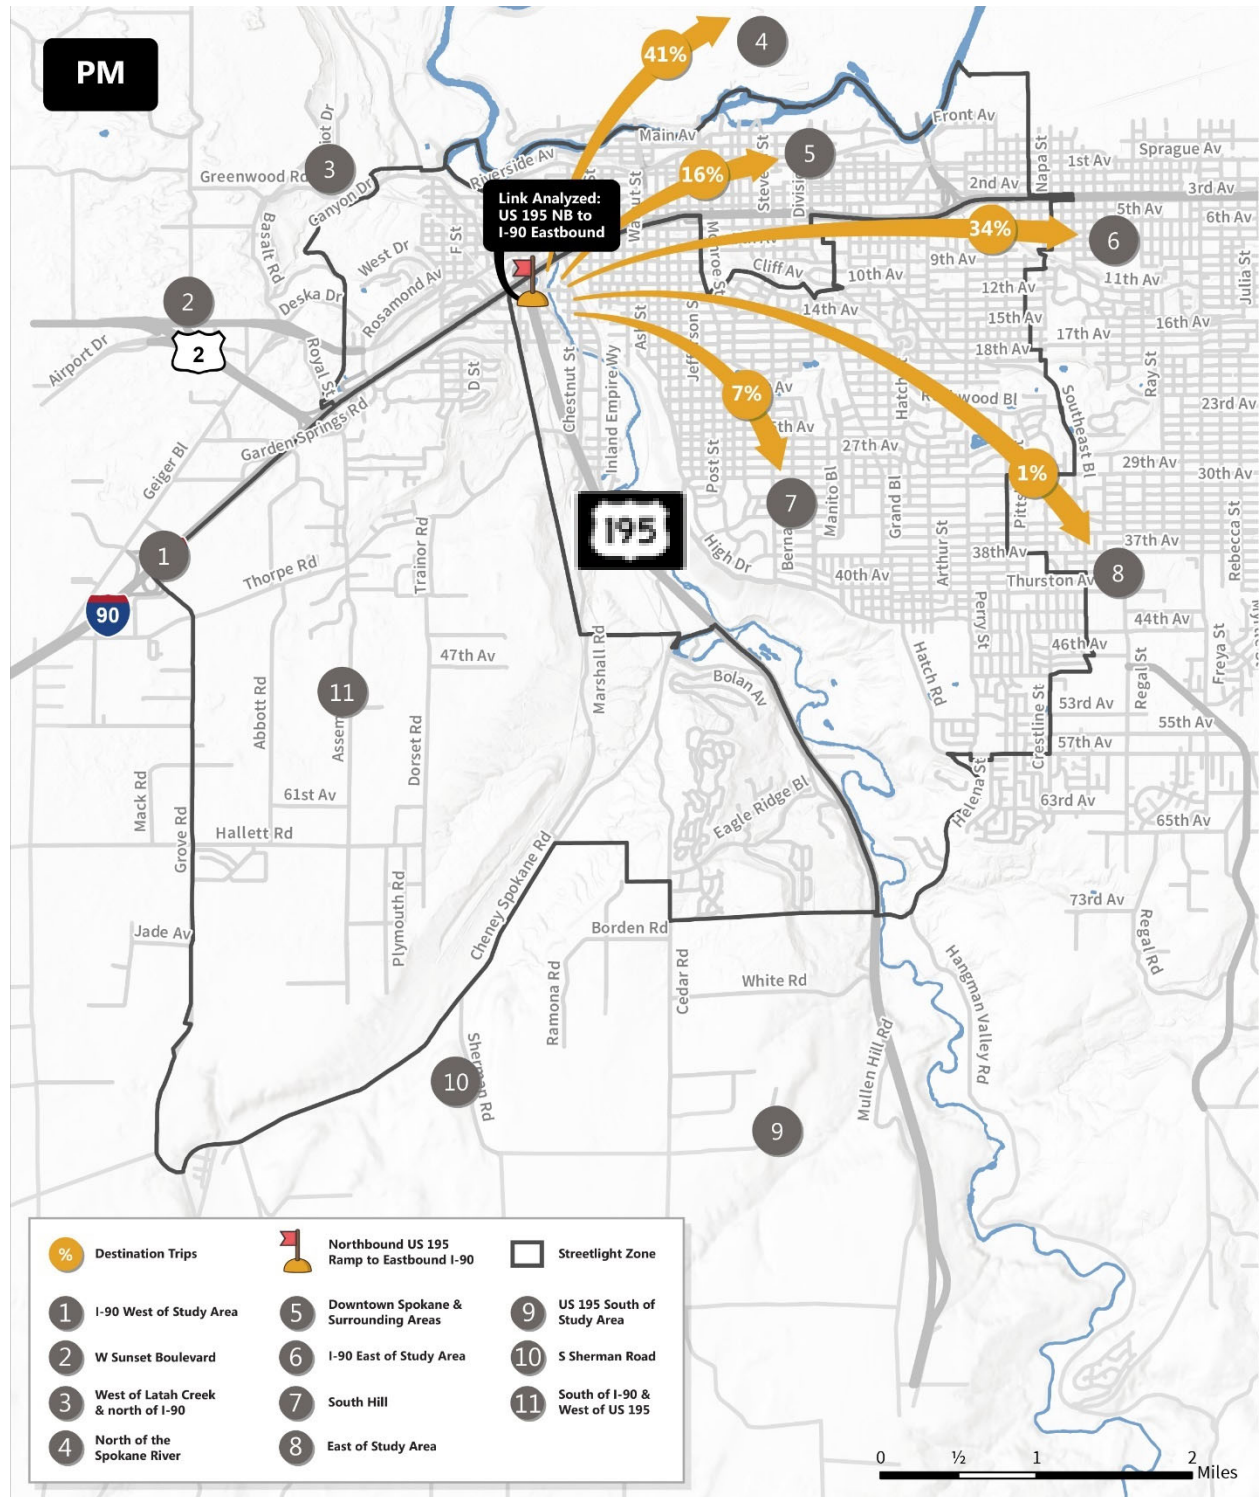 PM
41%
4
Front Av
Main Av
5
Sprague Av
1st Av
Napa St
3
Greenwood Rd
Riverside Av
16%
2nd Av
3rd Av
Canyon Dr
Link Analyzed:
US 195 NB to
I-90 Eastbound
5th Av
6th Av
34%
6
Basalt Rd
F St
West Dr
Monroe St
9th Av
Cliff Av
10th Av
11th Av
Julia St
Deska Dr
Rosamond Av
12th Av
2
14th Av
15th Av
16th Av
17th Av
2
Airport Dr
Royal St
D St
Chestnut St
Inland Empire Wy
Ash St
18th Av
Ray St
7%
Southeast Bl
23rd Av
Garden Springs Rd
27th Av
29th Av
30th Av
Geiger Bl
Post St
Manito Bl
Grand Bl
1%
195
7
Arthur St
37th Av
1
Thorpe Rd
Trainor Rd
High Dr
38th Av
Rebecca St
40th Av
Thurston Av
8
90
Perry St
44th Av
46th Av
47th Av
Marshall Rd
Hatch Rd
Regal St
Freya St
11
Abbott Rd
Bolan Av
Crestline St
53rd Av
55th Av
Dorset Rd
57th Av
Mack Rd
61st Av
Eagle Ridge Bl
Helena St
63rd Av
65th Av
Grove Rd
Hallett Rd
Cheney Spokane Rd
Plymouth Rd
73rd Av
Jade Av
Borden Rd
Regal Rd
Ramona Rd
Cedar Rd
White Rd
Hangman Valley Rd
Mullen Hill Rd
10
Sherman Rd
9
%
Destination Trips
Northbound US 195
Ramp to Eastbound I-90
Streetlight Zone
1
I-90 West of Study Area
5
Downtown Spokane &
Surrounding Areas
9
US 195 South of
Study Area
2
W Sunset Boulevard
6
I-90 East of Study Area
10
S Sherman Road
3
West of Latah Creek
& north of I-90
7
South Hill
11
South of I-90 &
West of US 195
4
North of the
Spokane River
8
East of Study Area
0
½
1
2
Miles